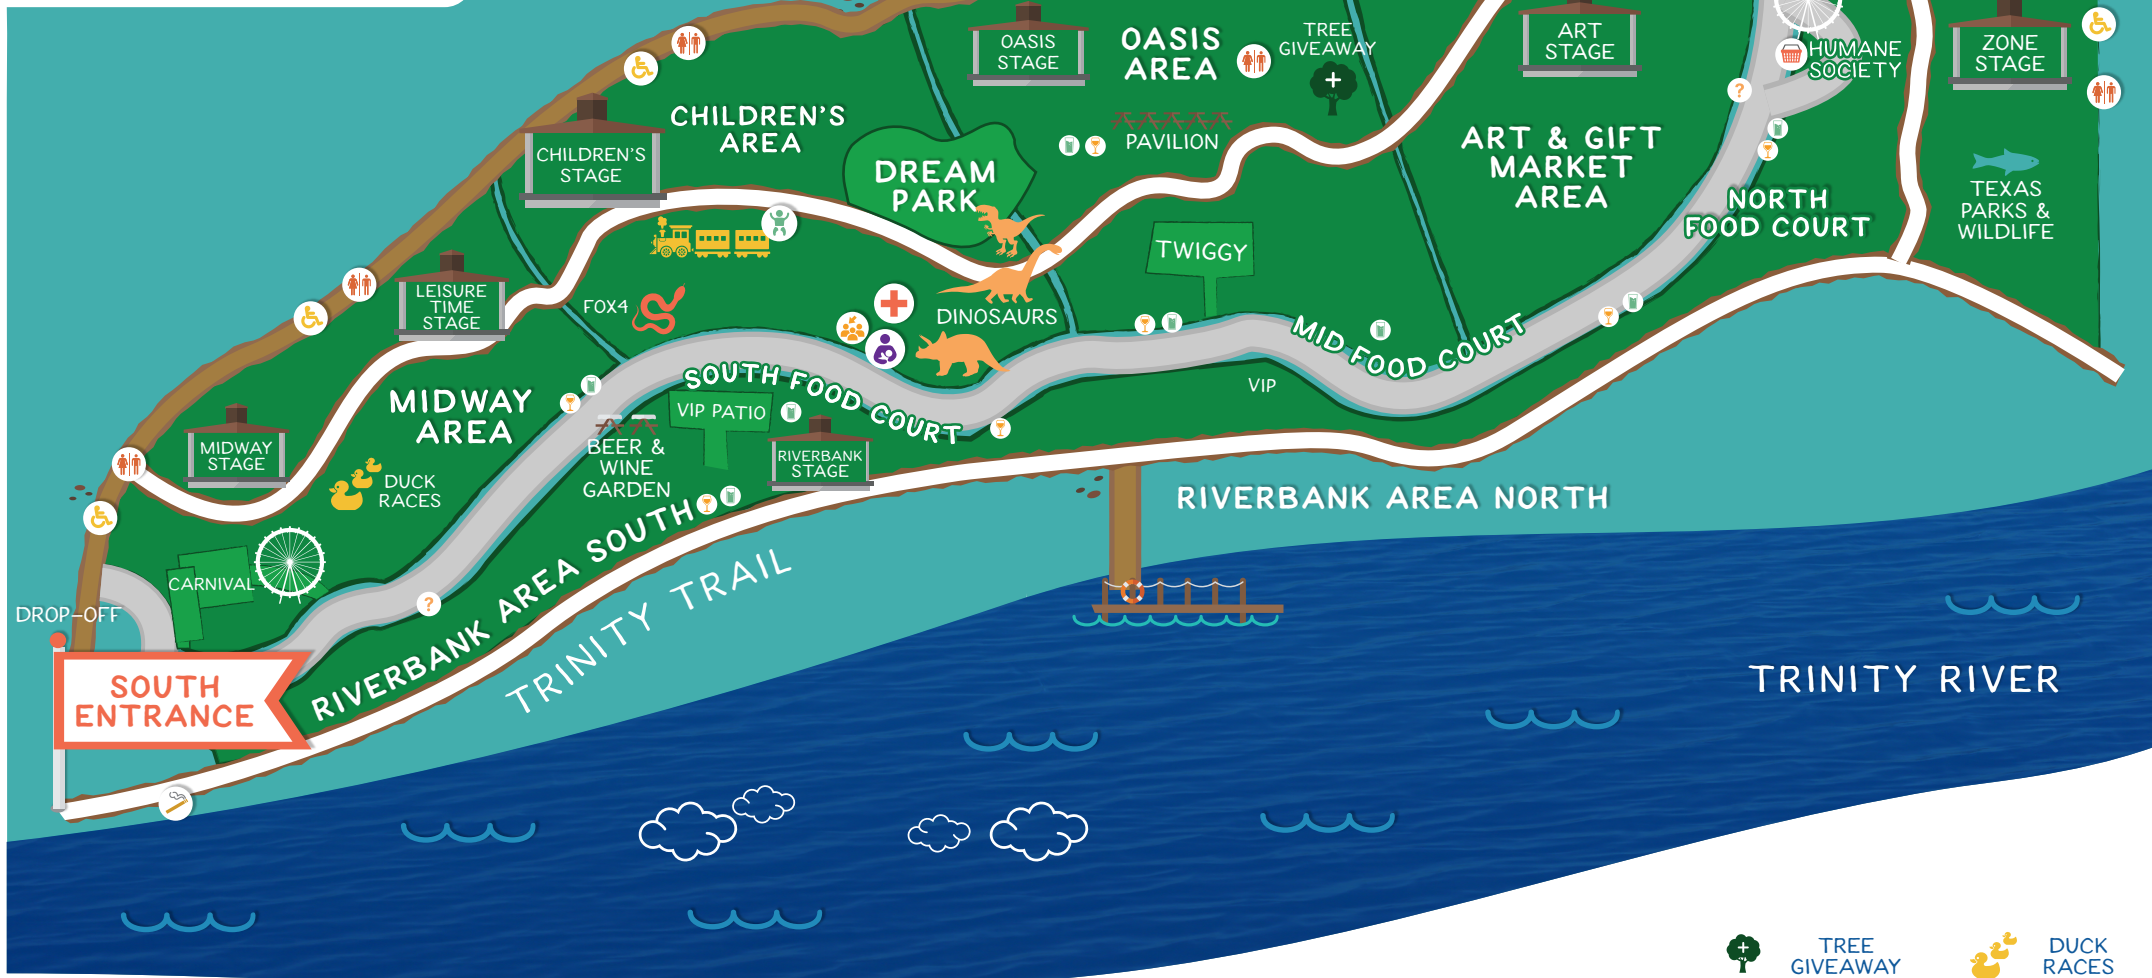 OASIS
STAGE
OASIS
AREA
TREE
GIVEAWAY
ART
STAGE
HUMANE
SOCIETY
ZONE
STAGE
CHILDREN'S
AREA
CHILDREN'S
STAGE
PAVILION
DREAM
PARK
ART & GIFT
MARKET
AREA
NORTH
FOOD COURT
TEXAS
PARKS &
WILDLIFE
TWIGGY
LEISURE
TIME
STAGE
FOX4
DINOSAURS
MID FOOD COURT
VIP
SOUTH FOOD COURT
MIDWAY
AREA
VIP PATIO
MIDWAY
STAGE
BEER &
WINE
GARDEN
RIVERBANK
STAGE
DUCK
RACES
RIVERBANK AREA NORTH
RIVERBANK AREA SOUTH
CARNIVAL
DROP-OFF
TRINITY TRAIL
SOUTH
ENTRANCE
TRINITY RIVER
TREE
GIVEAWAY
DUCK
RACES
?
?